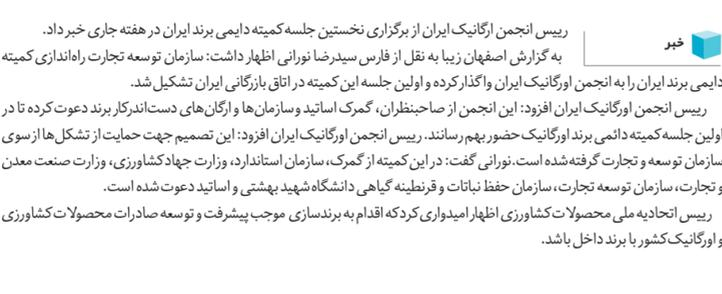 خبر
رییس انجمن ارگانیک ایران از برگزاری نخستین جلسه کمیته دایمی برند ایران در هفته جاری خبر داد.
به گزارش اصفهان زیبا به نقل از فارس سیدرضا نورانی اظهار داشت: سازمان توسعه تجارت راه‌اندازی کمیته
دایمی برند ایران را به انجمن اورگانیک ایران واگذار کرده و اولین جلسه این کمیته در اتاق بازرگانی ایران تشکیل شد.
رییس انجمن اورگانیک ایران افزود: این انجمن از صاحبنظران، گمرک اساتید و سازمان‌ها و ارگان‌های دست‌اندرکار برند دعوت کرده تا در
اولین جلسه کمیته دائمی برند اورگانیک حضور بهم رسانند. رییس انجمن اورگانیک ایران افزود: این تصمیم جهت حمایت از تشکل‌ها از سوی
سازمان توسعه و تجارت گرفته شده است. نورانی گفت: در این کمیته از گمرک، سازمان استاندارد، وزارت جهاد کشاورزی، وزارت صنعت معدن
و تجارت، سازمان توسعه تجارت، سازمان حفظ نباتات و قرنطینه گیاهی دانشگاه شهید بهشتی و اساتید دعوت شده است.
رییس اتحادیه ملی محصولات کشاورزی اظهار امیدواری کرد که اقدام به برندسازی موجب پیشرفت و توسعه صادرات محصولات کشاورزی
و اورگانیک کشور با برند داخل باشد.